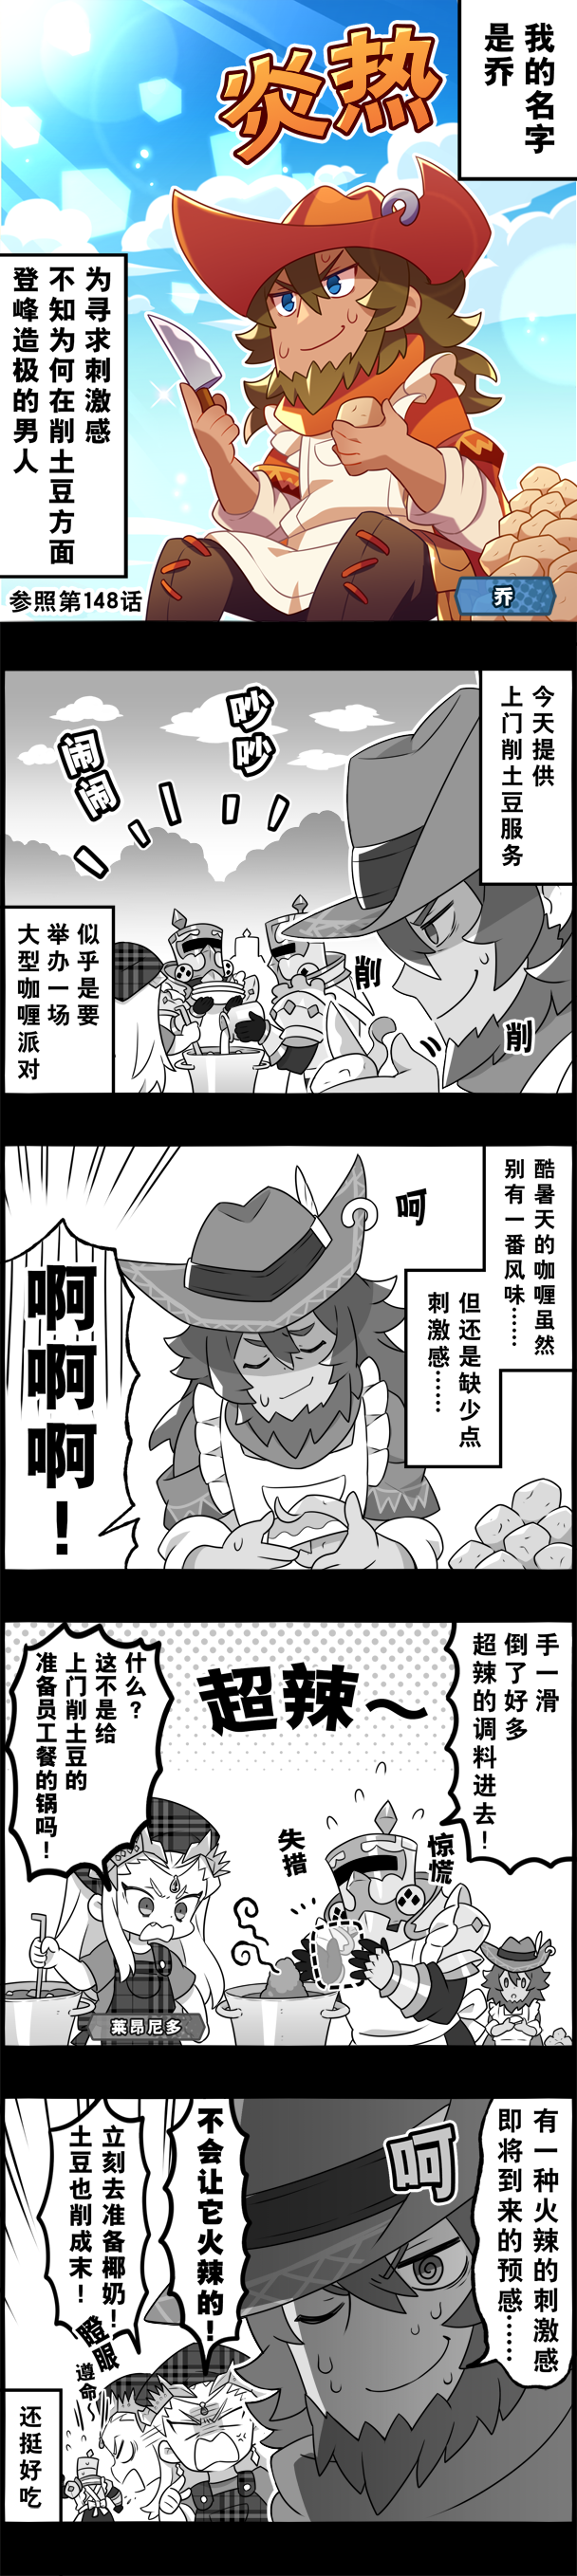 我的名字
是乔
炎热
为寻求刺激感
不知为何在削土豆方面
登峰造极的男人
参照第148话
乔
今天提供
上门削土豆服务
吵吵
闹闹
似乎是要
举办一场
大型咖喱派对
削
削
酷暑天的咖喱虽然
别有一番风味……
呵
但还是缺少点
刺激感……
啊啊啊！
手一滑
倒了好多
超辣的调料进去！
超辣～
什么？
这不是给
上门削土豆的
准备员工餐的锅吗！
惊慌
失措
莱昂尼多
有一种火辣的刺激感
即将到来的预感……
呵
不会让它火辣的！
立刻去准备椰奶！
土豆也削成末！
瞪眼
遵命～
还挺好吃